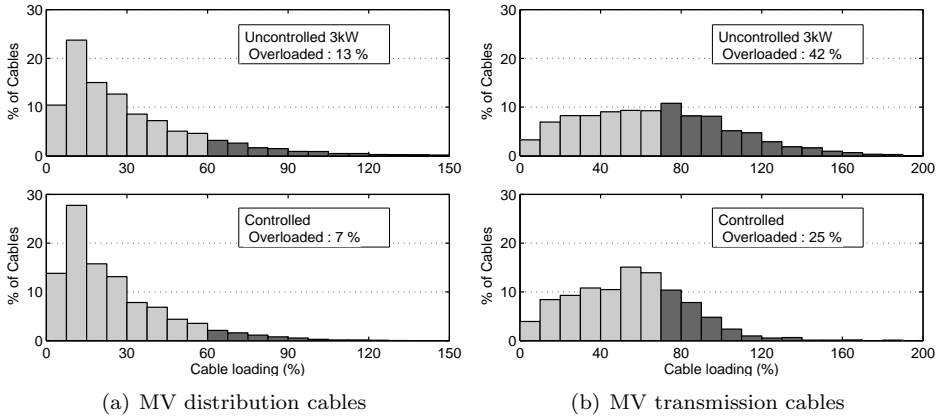 % of Cables
30
20
10
0
Uncontrolled 3kW
Overloaded : 13 %
0 30 60 90 120 150
% of Cables
30
20
10
0
Uncontrolled 3kW
Overloaded : 42 %
0 40 80 120 160 200
% of Cables
30
20
10
0
Controlled
Overloaded : 7 %
0 30 60 90 120 150
Cable loading (%)
% of Cables
30
20
10
0
Controlled
Overloaded : 25 %
0 40 80 120 160 200
Cable loading (%)
(a) MV distribution cables
(b) MV transmission cables